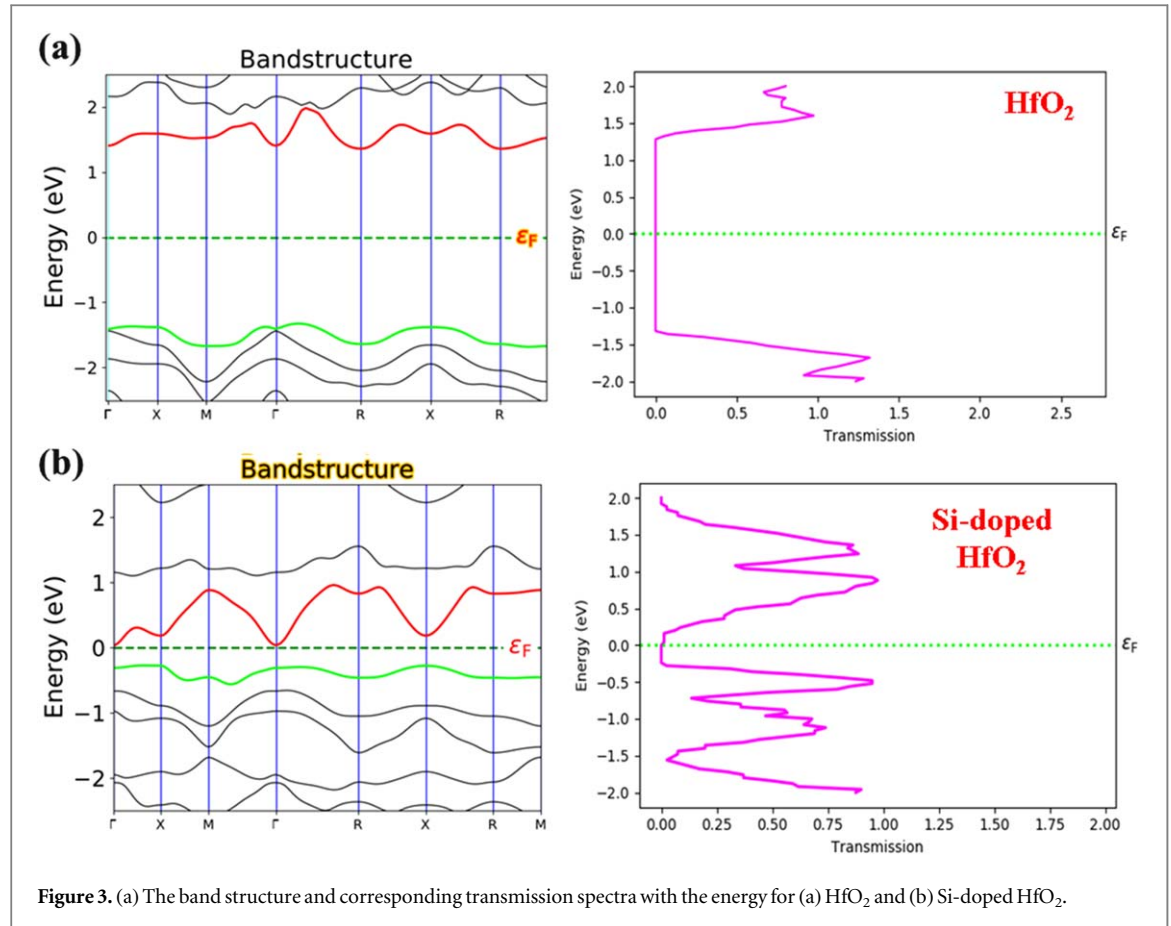 (a)
Bandstructure
Energy (eV)
2
1
0
−1
−2
εF
Γ X M Γ R X R
HfO2
Energy (eV)
2.0
1.5
1.0
0.5
0.0
−0.5
−1.0
−1.5
−2.0
εF
0.0 0.5 1.0 1.5 2.0 2.5
Transmission
(b)
Bandstructure
Energy (eV)
2
1
0
−1
−2
εF
Γ X M Γ R X R M
Si-doped
HfO2
Energy (eV)
2.0
1.5
1.0
0.5
0.0
−0.5
−1.0
−1.5
−2.0
εF
0.00 0.25 0.50 0.75 1.00 1.25 1.50 1.75 2.00
Transmission
Figure 3. (a) The band structure and corresponding transmission spectra with the energy for (a) HfO2 and (b) Si-doped HfO2.